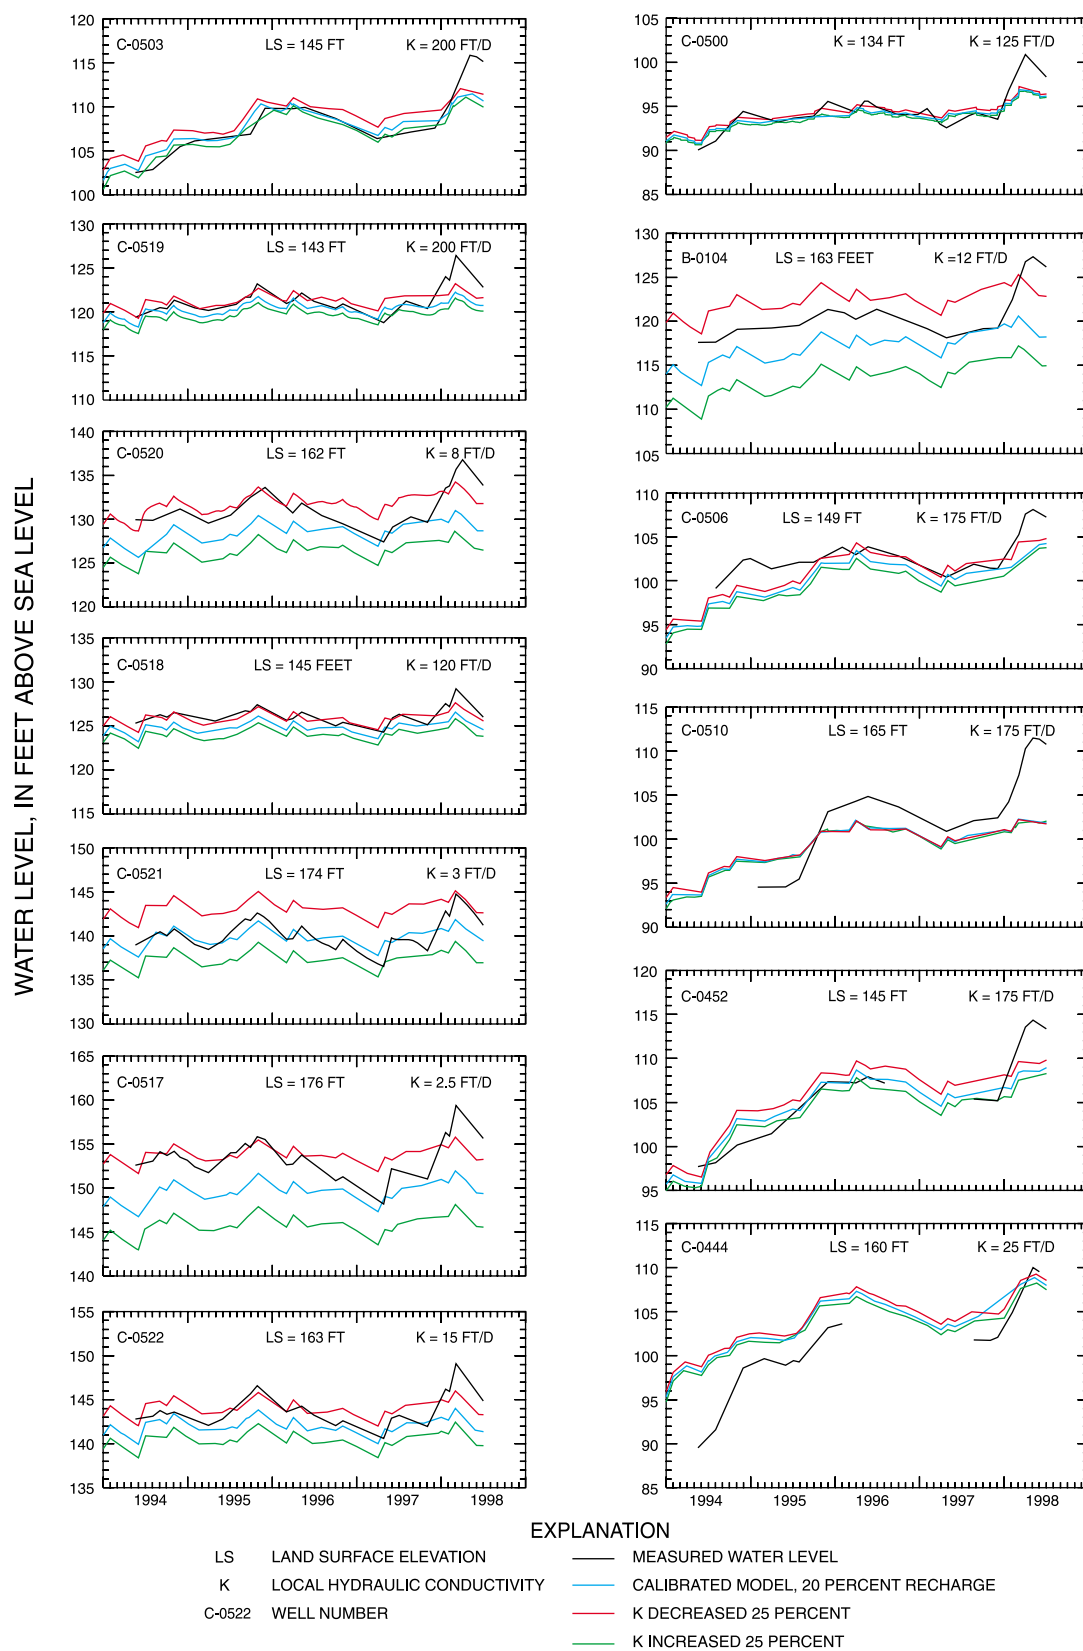 WATER LEVEL, IN FEET ABOVE SEA LEVEL
120
C-0503 LS = 145 FT K = 200 FT/D
110
100
130
C-0519 LS = 143 FT K = 200 FT/D
125
120
115
110
140
C-0520 LS = 162 FT K = 8 FT/D
135
130
125
120
135
C-0518 LS = 145 FEET K = 120 FT/D
130
125
120
115
150
C-0521 LS = 174 FT K = 3 FT/D
145
140
135
130
165
C-0517 LS = 176 FT K = 2.5 FT/D
160
155
150
145
140
155
C-0522 LS = 163 FT K = 15 FT/D
150
145
140
135
1994 1995 1996 1997 1998
105
C-0500 K = 134 FT K = 125 FT/D
100
95
90
85
130
B-0104 LS = 163 FEET K =12 FT/D
125
120
115
110
105
110
C-0506 LS = 149 FT K = 175 FT/D
105
100
95
90
115
C-0510 LS = 165 FT K = 175 FT/D
110
105
100
95
90
120
C-0452 LS = 145 FT K = 175 FT/D
115
110
105
100
95
115
C-0444 LS = 160 FT K = 25 FT/D
110
105
100
95
90
85
1994 1995 1996 1997 1998
EXPLANATION
LS LAND SURFACE ELEVATION
K LOCAL HYDRAULIC CONDUCTIVITY
C-0522 WELL NUMBER
MEASURED WATER LEVEL
CALIBRATED MODEL, 20 PERCENT RECHARGE
K DECREASED 25 PERCENT
K INCREASED 25 PERCENT